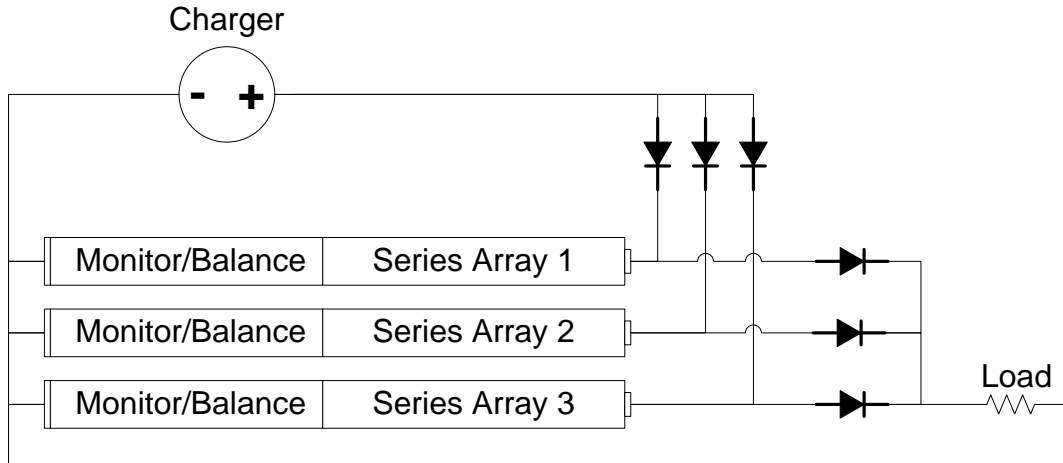 Charger
- +
Monitor/Balance Series Array 1
Monitor/Balance Series Array 2
Monitor/Balance Series Array 3
Load